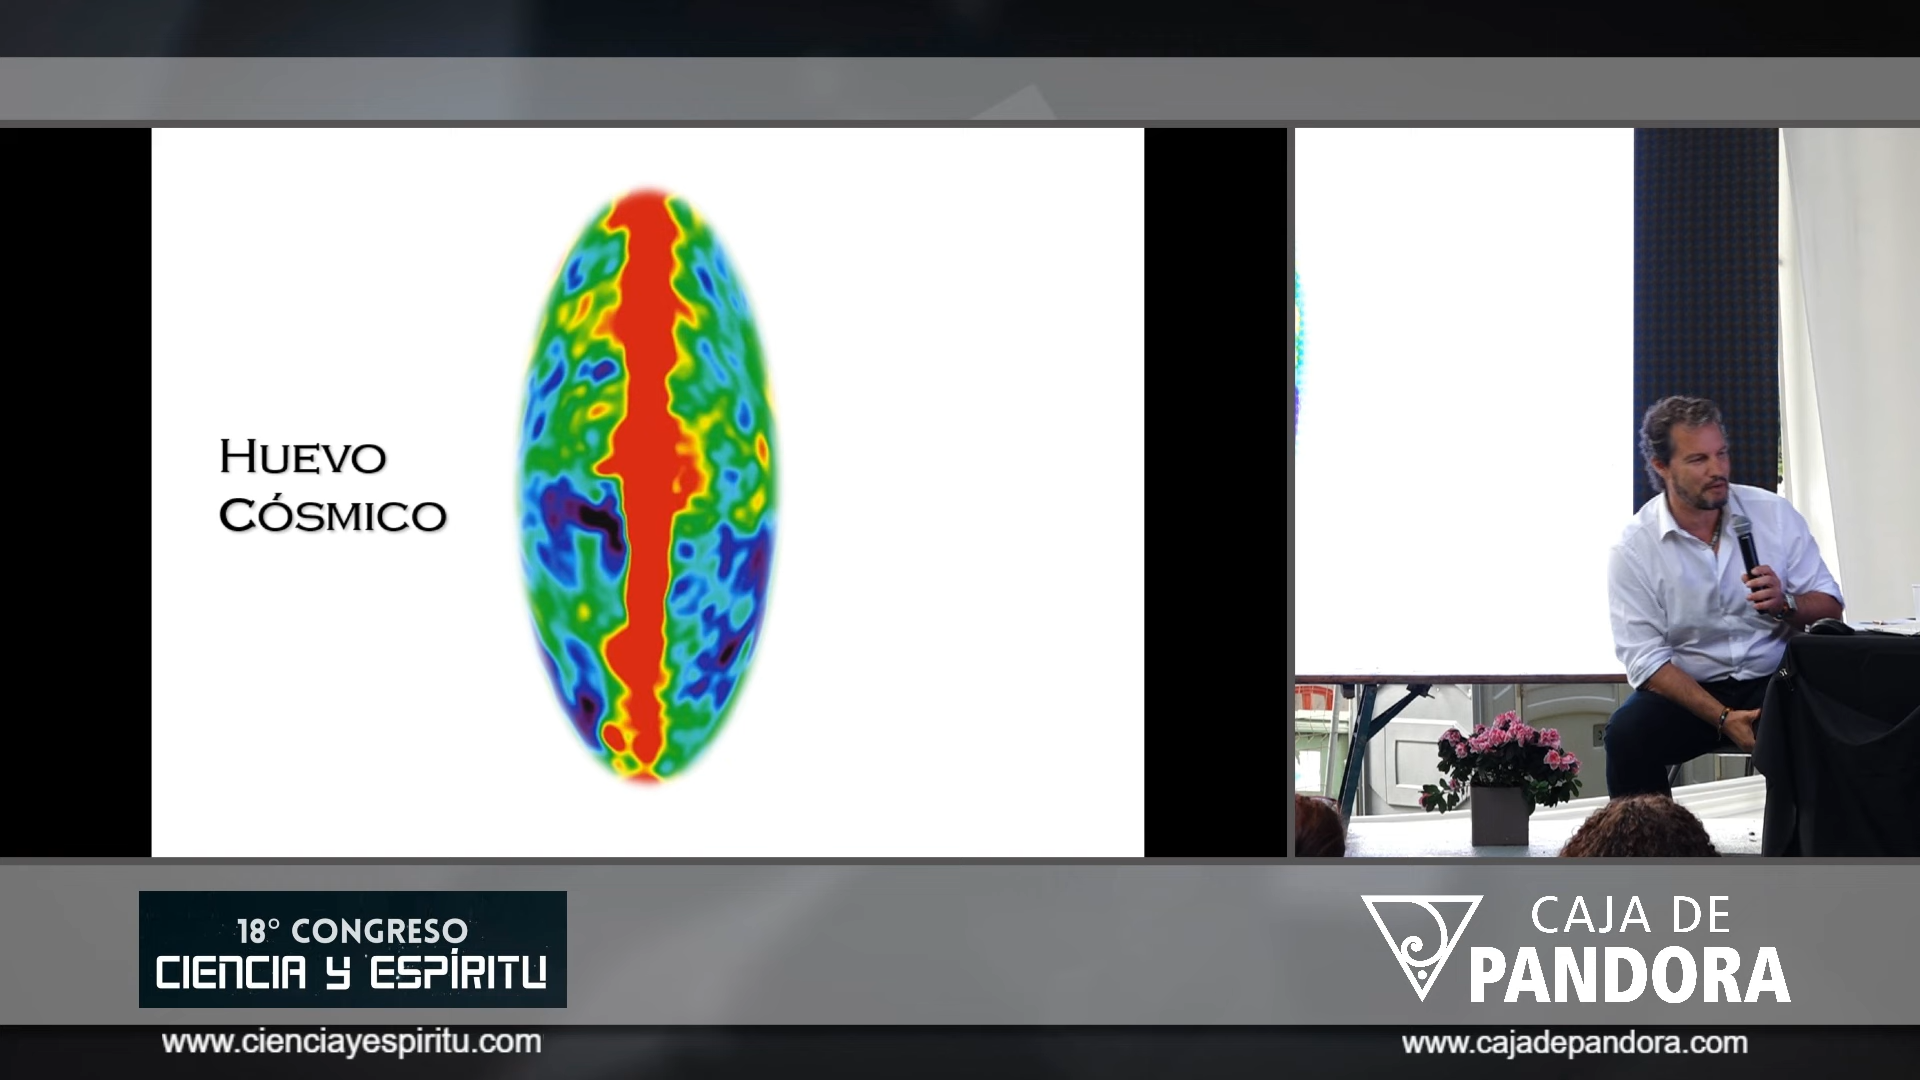 HUEVO
CÓSMICO
18° CONGRESO
CIENCIA Y ESPÍRITU
www.cienciayespiritu.com
CAJA DE
PANDORA
www.cajadepandora.com